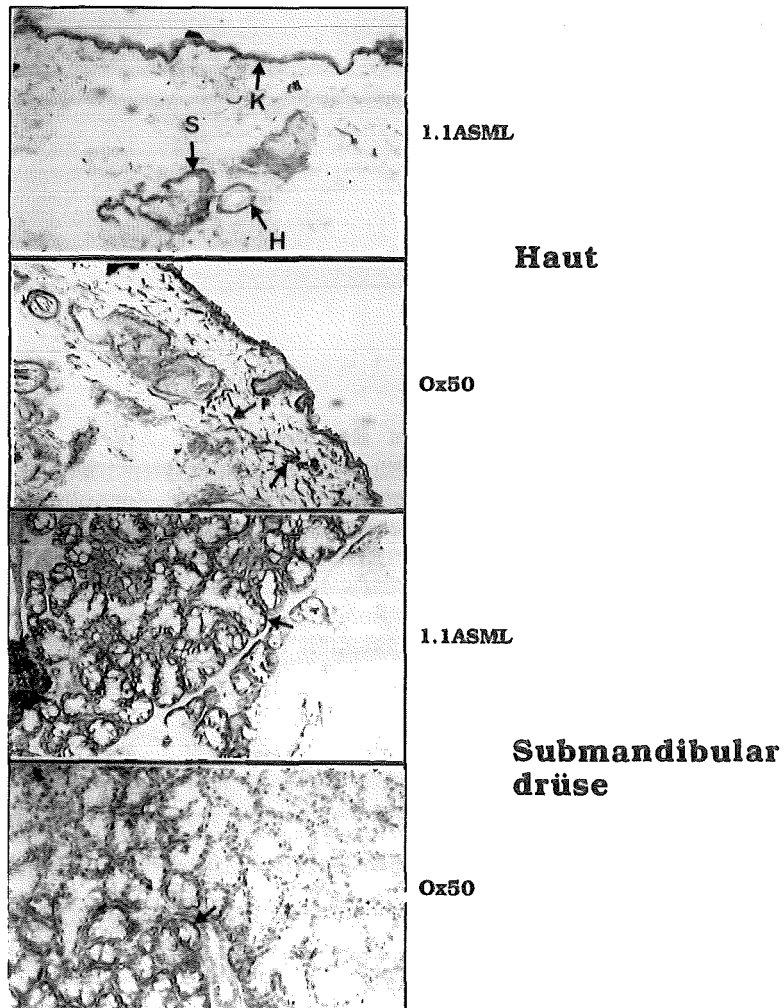 K
S
H
1.1ASML
Haut
Ox50
1.1ASML
Submandibular
drüse
Ox50